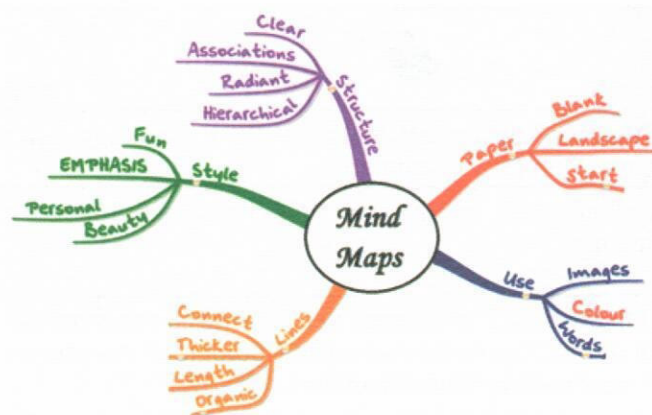 Mind
Maps
Structure
Clear
Associations
Radiant
Hierarchical
Paper
Blank
Landscape
Start
Use
Images
Colour
Words
Lines
Connect
Thicker
Length
Organic
Style
Fun
EMPHASIS
Personal
Beauty